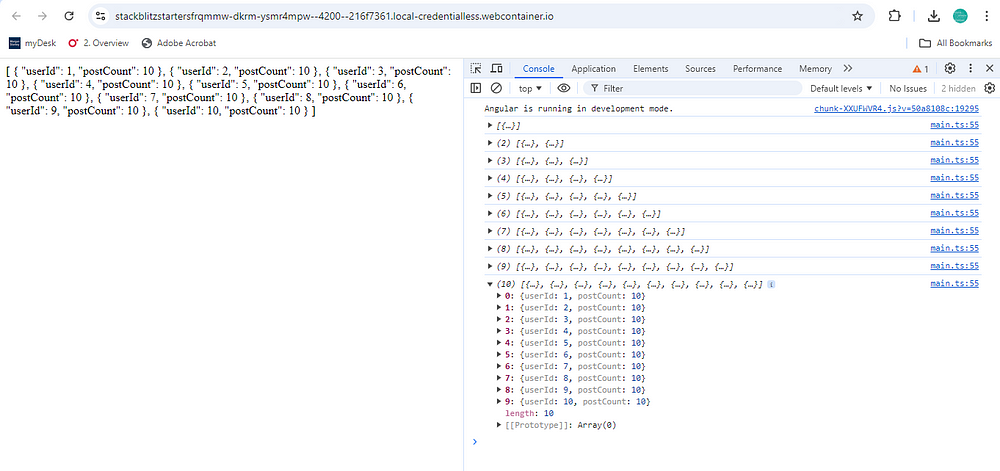 stackblitzstartersfrqmmw-dkrm-ysmr4mpw--4200--216f7361.local-credentialless.webcontainer.io
myDesk
2. Overview
Adobe Acrobat
All Bookmarks
[ { "userId": 1, "postCount": 10 }, { "userId": 2, "postCount": 10 }, { "userId": 3, "postCount":
10 }, { "userId": 4, "postCount": 10 }, { "userId": 5, "postCount": 10 }, { "userId":
6, "postCount": 10 }, { "userId": 7, "postCount": 10 }, { "userId": 8, "postCount": 10 }, {
"userId": 9, "postCount": 10 }, { "userId": 10, "postCount": 10 } ]
Console
Application
Elements
Sources
Performance
Memory
1
top
Filter
Default levels
No Issues
2 hidden
Angular is running in development mode. chunk-XXUFWVR4.js?v=50a8108c:19295
[{…}] main.ts:55
(2) [{…}, {…}] main.ts:55
(3) [{…}, {…}, {…}] main.ts:55
(4) [{…}, {…}, {…}, {…}] main.ts:55
(5) [{…}, {…}, {…}, {…}, {…}] main.ts:55
(6) [{…}, {…}, {…}, {…}, {…}, {…}] main.ts:55
(7) [{…}, {…}, {…}, {…}, {…}, {…}, {…}] main.ts:55
(8) [{…}, {…}, {…}, {…}, {…}, {…}, {…}, {…}] main.ts:55
(9) [{…}, {…}, {…}, {…}, {…}, {…}, {…}, {…}, {…}] main.ts:55
(10) [{…}, {…}, {…}, {…}, {…}, {…}, {…}, {…}, {…}, {…}] i main.ts:55
0: {userId: 1, postCount: 10}
1: {userId: 2, postCount: 10}
2: {userId: 3, postCount: 10}
3: {userId: 4, postCount: 10}
4: {userId: 5, postCount: 10}
5: {userId: 6, postCount: 10}
6: {userId: 7, postCount: 10}
7: {userId: 8, postCount: 10}
8: {userId: 9, postCount: 10}
9: {userId: 10, postCount: 10}
length: 10
[[Prototype]]: Array(0)